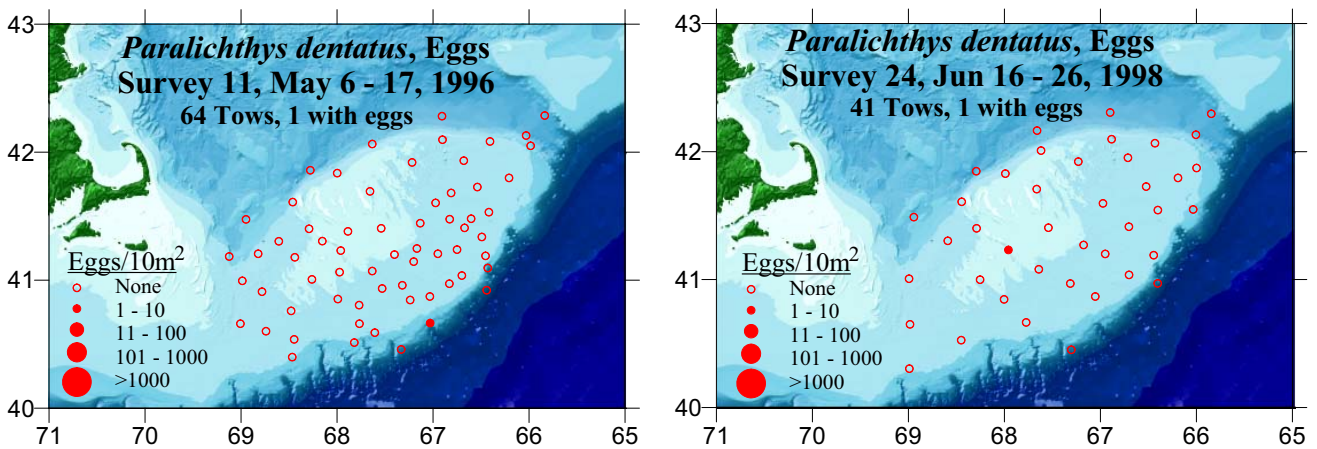 43
42
41
40
71
70
69
68
67
66
65
Paralichthys dentatus, Eggs
Survey 11, May 6 - 17, 1996
64 Tows, 1 with eggs
Eggs/10m²
None
1 - 10
11 - 100
101 - 1000
>1000
43
42
41
40
71
70
69
68
67
66
65
Paralichthys dentatus, Eggs
Survey 24, Jun 16 - 26, 1998
41 Tows, 1 with eggs
Eggs/10m²
None
1 - 10
11 - 100
101 - 1000
>1000